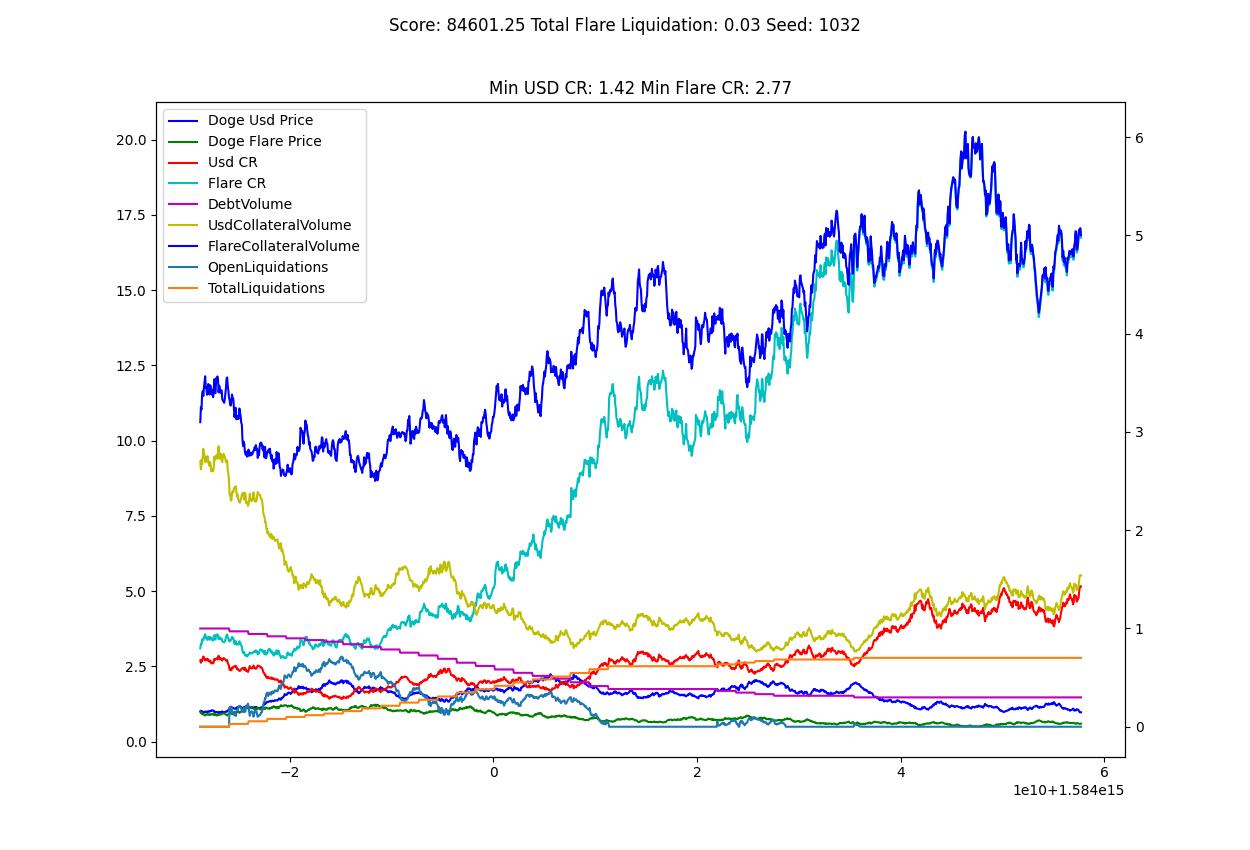 Score: 84601.25 Total Flare Liquidation: 0.03 Seed: 1032
Min USD CR: 1.42 Min Flare CR: 2.77
Doge Usd Price
Doge Flare Price
Usd CR
Flare CR
DebtVolume
UsdCollateralVolume
FlareCollateralVolume
OpenLiquidations
TotalLiquidations
20.0
17.5
15.0
12.5
10.0
7.5
5.0
2.5
0.0
6
5
4
3
2
1
0
−2
0
2
4
6
1e10+1.584e15